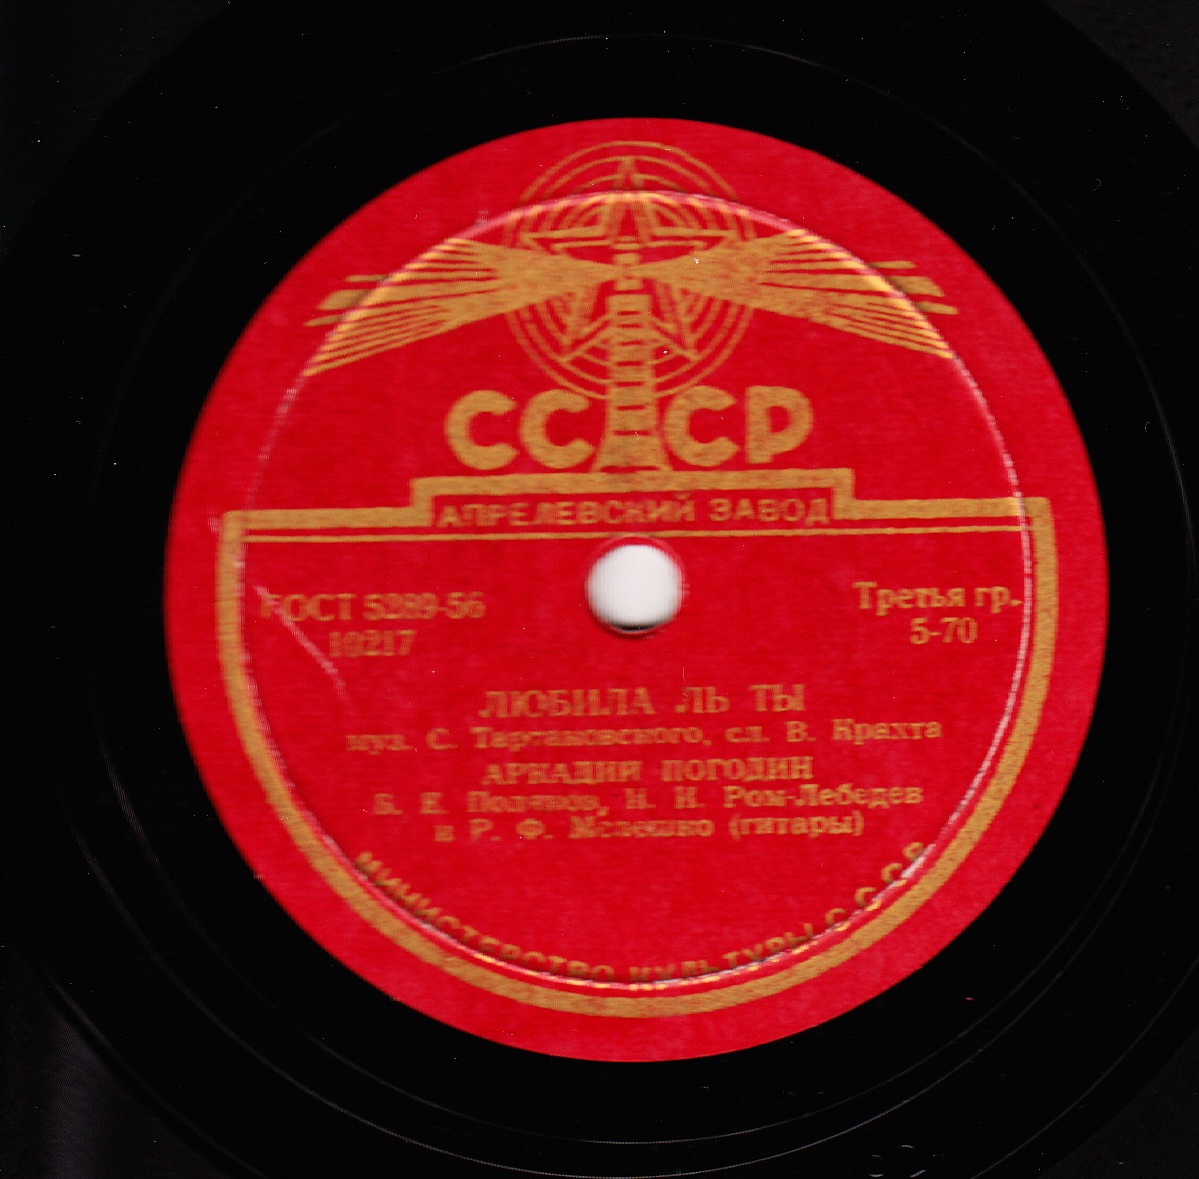 СССР
АПРЕЛЕВСКИЙ ЗАВОД
ГОСТ 5289-56
10217
Третья гр.
5-70
ЛЮБИЛА ЛЬ ТЫ
муз. С. Тартаковского, сл. В. Крахта
АРКАДИЙ ПОГОДИН
Б. Е. Н. Н. Ром-Лебедев
и Р. Ф. Мелешко (гитары)
МИНИСТЕРСТВО КУЛЬТУРЫ СССР